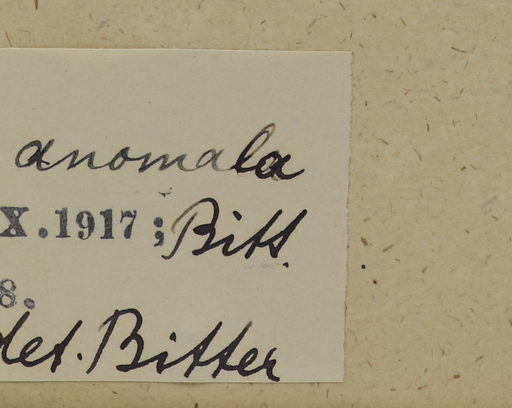 anomala
X.1917; Bitt.
8.
det. Bitter